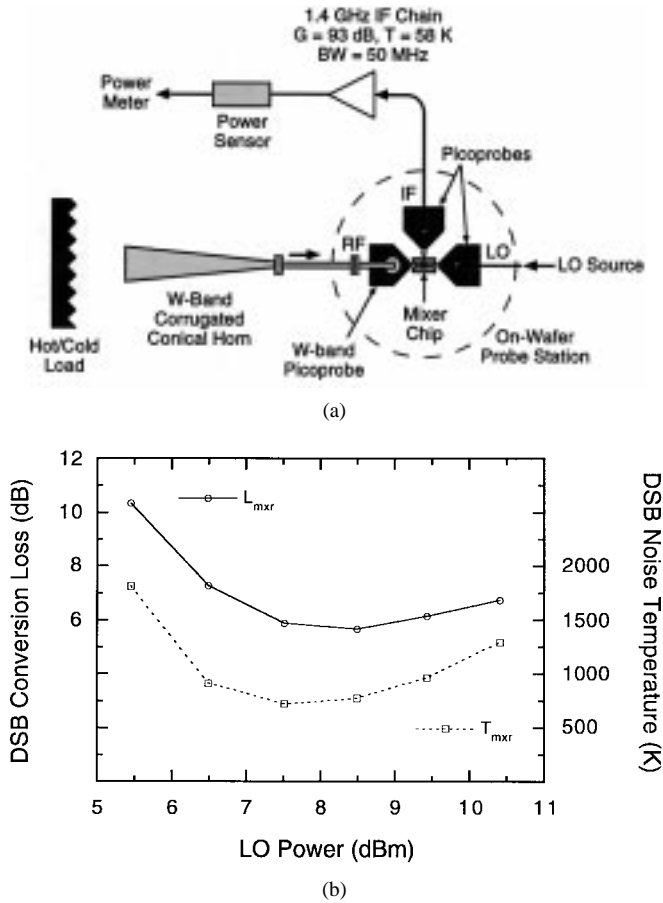 1.4 GHz IF Chain
G = 93 dB, T = 58 K
BW = 50 MHz
Power
Meter
Power
Sensor
Picoprobes
IF
RF
LO
LO Source
W-Band
Corrugated
Conical Horn
Mixer
Chip
On-Wafer
Probe Station
Hot/Cold
Load
W-band
Picoprobe
(a)
DSB Conversion Loss (dB)
12
10
8
6
L mxr
T mxr
2000
1500
1000
500
DSB Noise Temperature (K)
5 6 7 8 9 10 11
LO Power (dBm)
(b)